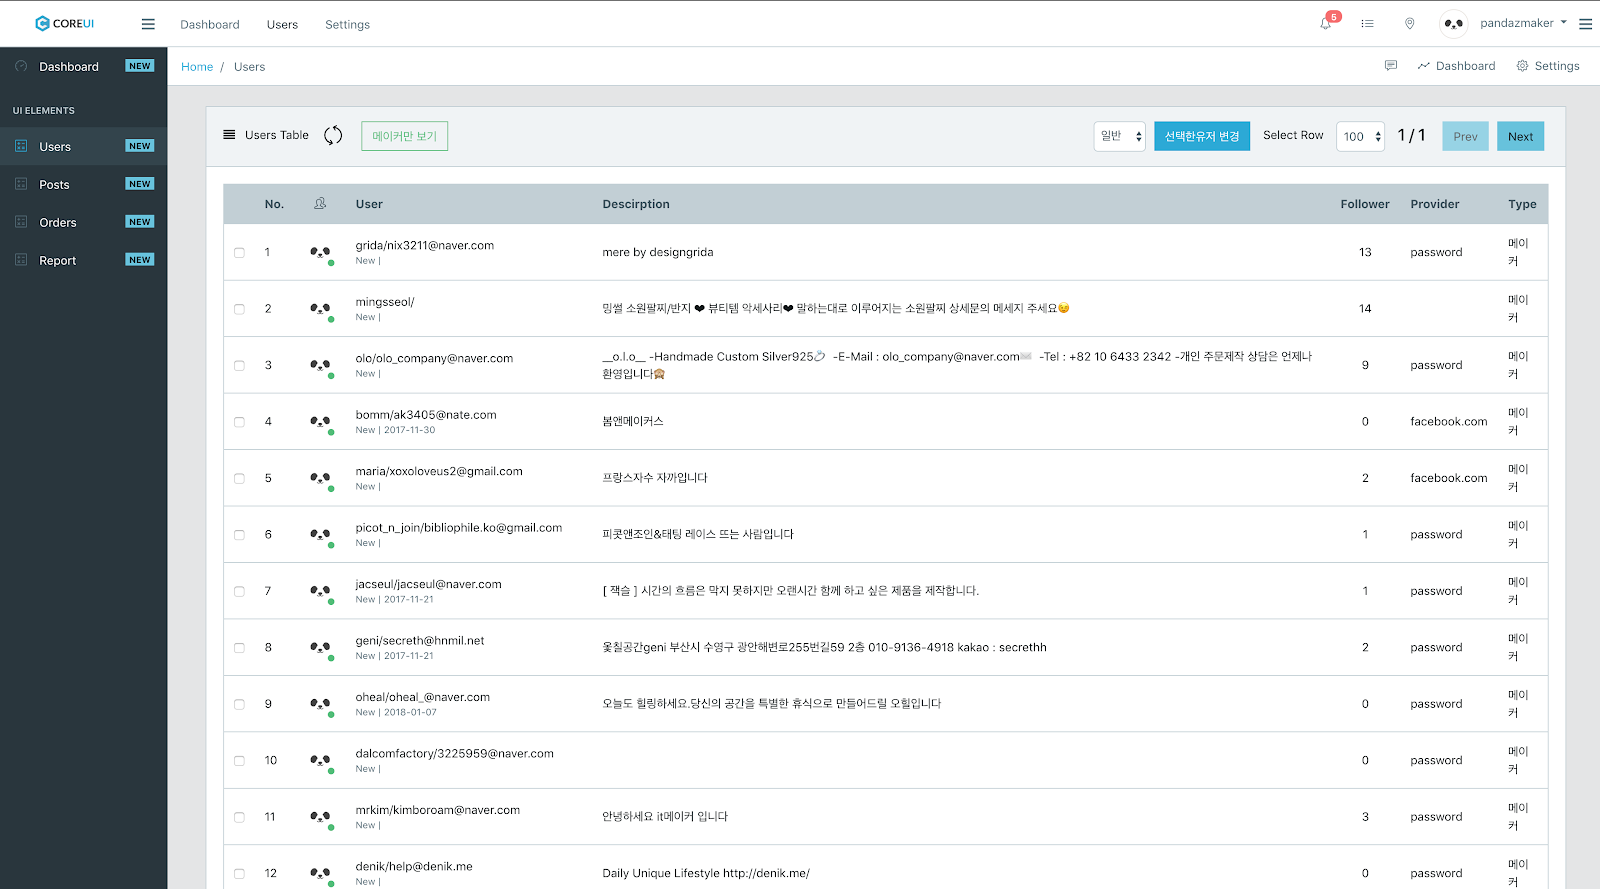 COREUI
Dashboard Users Settings
6
pandazmaker
Dashboard NEW
Home / Users
Dashboard Settings
UI ELEMENTS
Users NEW
Posts NEW
Orders NEW
Report NEW
Users Table
메이커만 보기
일반
선택한유저 변경
Select Row
100
1 / 1
Prev
Next
No. User Descirption Follower Provider Type
1 grida/nix3211@naver.com mere by designgrida 13 password 메이
New | 커
2 mingsseol/ 밍썰 소원팔찌/반지 ❤ 뷰티템 악세사리❤ 말하는대로 이루어지는 소원팔찌 상세문의 메세지 주세요😉 14 메이
New | 커
3 olo/olo_company@naver.com __o.l.o__ -Handmade Custom Silver925💍 -E-Mail : olo_company@naver.com✉ -Tel : +82 10 6433 2342 -개인 주문제작 상담은 언제나 9 password 메이
New | 환영입니다🙈 커
4 bomm/ak3405@nate.com 봄앤메이커스 0 facebook.com 메이
New | 2017-11-30 커
5 maria/xoxoloveus2@gmail.com 프랑스자수 자까입니다 2 facebook.com 메이
New | 커
6 picot_n_join/bibliophile.ko@gmail.com 피콧앤조인&태팅 레이스 뜨는 사람입니다 1 password 메이
New | 커
7 jacseul/jacseul@naver.com [ 잭슬 ] 시간의 흐름은 막지 못하지만 오랜시간 함께 하고 싶은 제품을 제작합니다. 1 password 메이
New | 2017-11-21 커
8 geni/secreth@hnmil.net 옻칠공간geni 부산시 수영구 광안해변로255번길59 2층 010-9136-4918 kakao : secrethh 2 password 메이
New | 2017-11-21 커
9 oheal/oheal_@naver.com 오늘도 힐링하세요.당신의 공간을 특별한 휴식으로 만들어드릴 오힐입니다 0 password 메이
New | 2018-01-07 커
10 dalcomfactory/3225959@naver.com 0 password 메이
New | 커
11 mrkim/kimboroam@naver.com 안녕하세요 it메이커 입니다 3 password 메이
New | 커
12 denik/help@denik.me Daily Unique Lifestyle http://denik.me/ 0 password 메이
New | 커